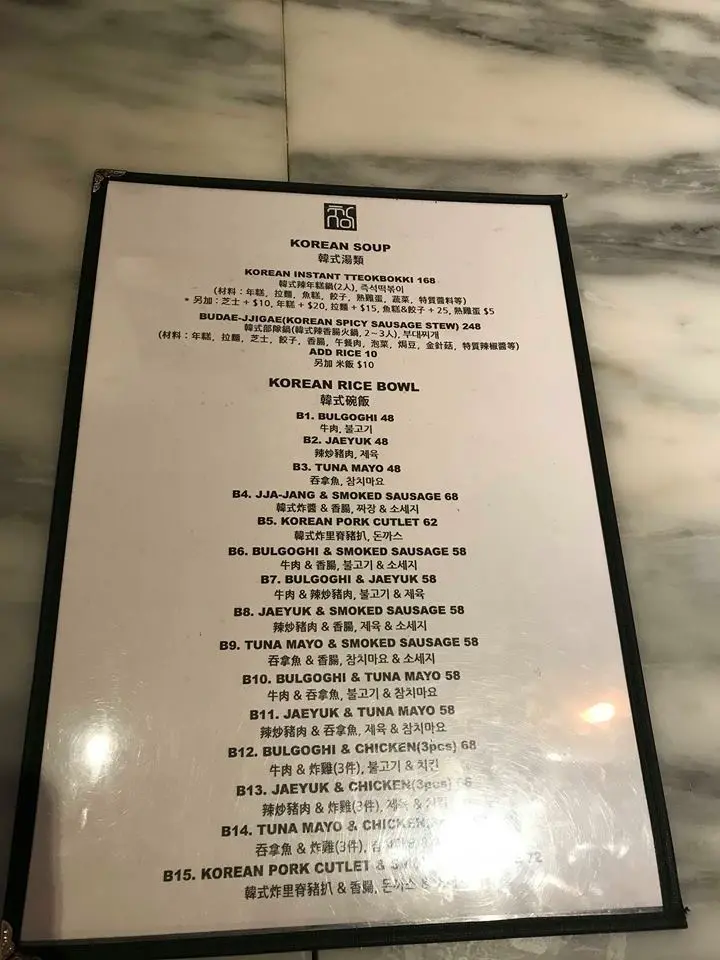 KOREAN SOUP
韓式湯類
KOREAN INSTANT TTEOKBOKKI 168
韓式辣年糕鍋(2人), 즉석떡볶이
(材料：年糕，拉麵，魚糕，餃子，熟雞蛋，蔬菜，特質醬料等)
* 另加：芝士 + $10, 年糕 + $20, 拉麵 + $15, 魚糕&餃子 + 25, 熟雞蛋 $5
BUDAE-JJIGAE(KOREAN SPICY SAUSAGE STEW) 248
韓式部隊鍋(韓式辣香腸火鍋, 2～3人), 부대찌개
(材料：年糕，拉麵，芝士，餃子，香腸，午餐肉，泡菜，焗豆，金針菇，特質辣椒醬等)
ADD RICE 10
另加 米飯 $10
KOREAN RICE BOWL
韓式碗飯
B1. BULGOGHI 48
牛肉, 불고기
B2. JAEYUK 48
辣炒豬肉, 제육
B3. TUNA MAYO 48
吞拿魚, 참치마요
B4. JJA-JANG & SMOKED SAUSAGE 68
韓式炸醬 & 香腸, 짜장 & 소세지
B5. KOREAN PORK CUTLET 62
韓式炸里脊豬扒, 돈까스
B6. BULGOGHI & SMOKED SAUSAGE 58
牛肉 & 香腸, 불고기 & 소세지
B7. BULGOGHI & JAEYUK 58
牛肉 & 辣炒豬肉, 불고기 & 제육
B8. JAEYUK & SMOKED SAUSAGE 58
辣炒豬肉 & 香腸, 제육 & 소세지
B9. TUNA MAYO & SMOKED SAUSAGE 58
吞拿魚 & 香腸, 참치마요 & 소세지
B10. BULGOGHI & TUNA MAYO 58
牛肉 & 吞拿魚, 불고기 & 참치마요
B11. JAEYUK & TUNA MAYO 58
辣炒豬肉 & 吞拿魚, 제육 & 참치마요
B12. BULGOGHI & CHICKEN(3pcs) 68
牛肉 & 炸雞(3件), 불고기 & 치킨
B13. JAEYUK & CHICKEN(3pcs)
辣炒豬肉 & 炸雞(3件), 제육 &
B14. TUNA MAYO & CHICKEN
吞拿魚 & 炸雞(3件),
B15. KOREAN PORK CUTLET & 72
韓式炸里脊豬扒 & 香腸, 돈까스 &